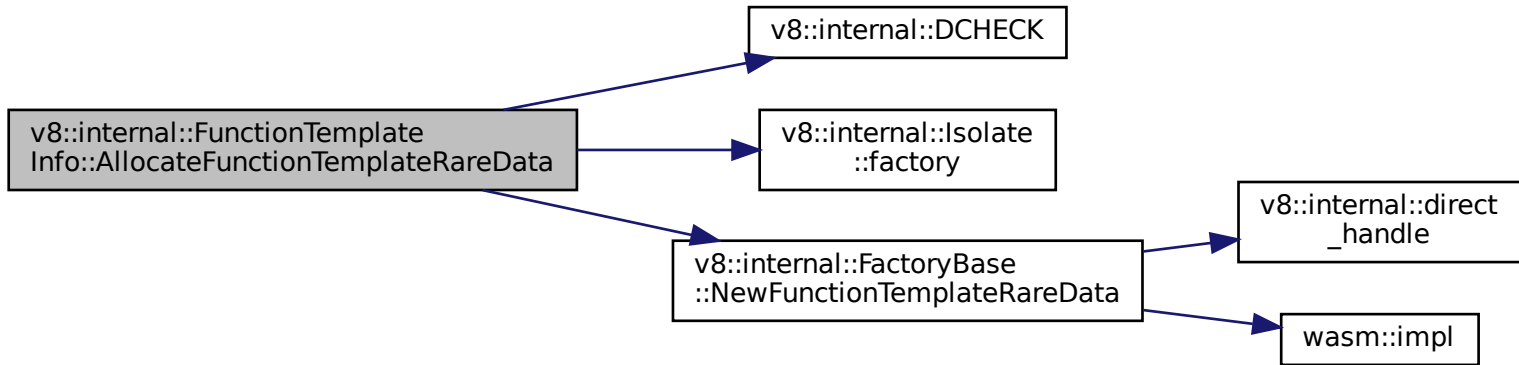 v8::internal::DCHECK
v8::internal::FunctionTemplate
Info::AllocateFunctionTemplateRareData
v8::internal::Isolate
::factory
v8::internal::FactoryBase
::NewFunctionTemplateRareData
v8::internal::direct
_handle
wasm::impl